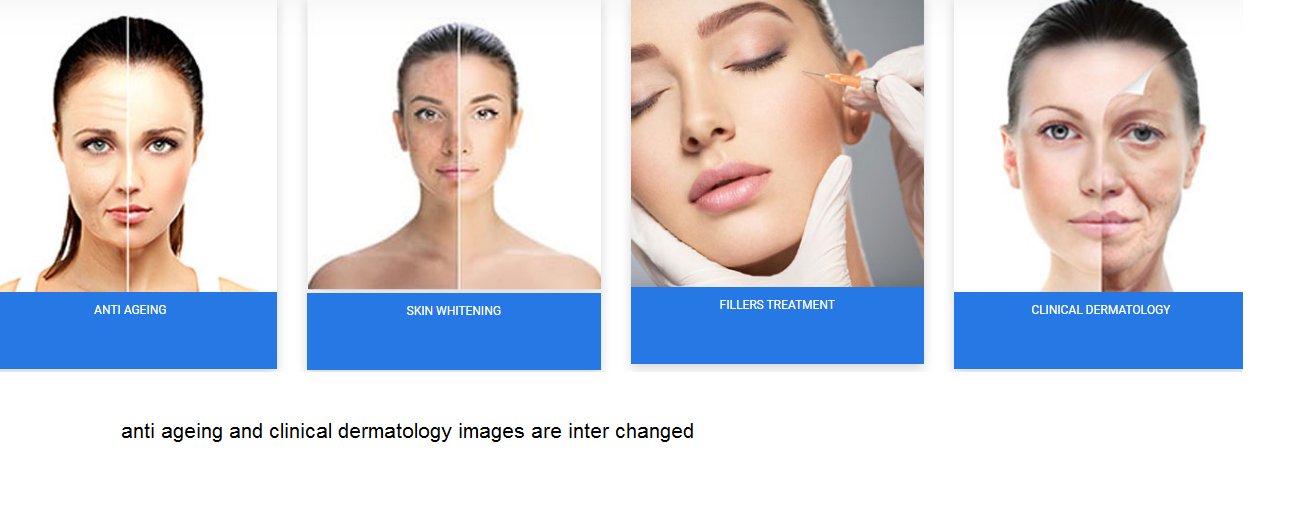 ANTI AGEING
SKIN WHITENING
FILLERS TREATMENT
CLINICAL DERMATOLOGY
anti ageing and clinical dermatology images are inter changed